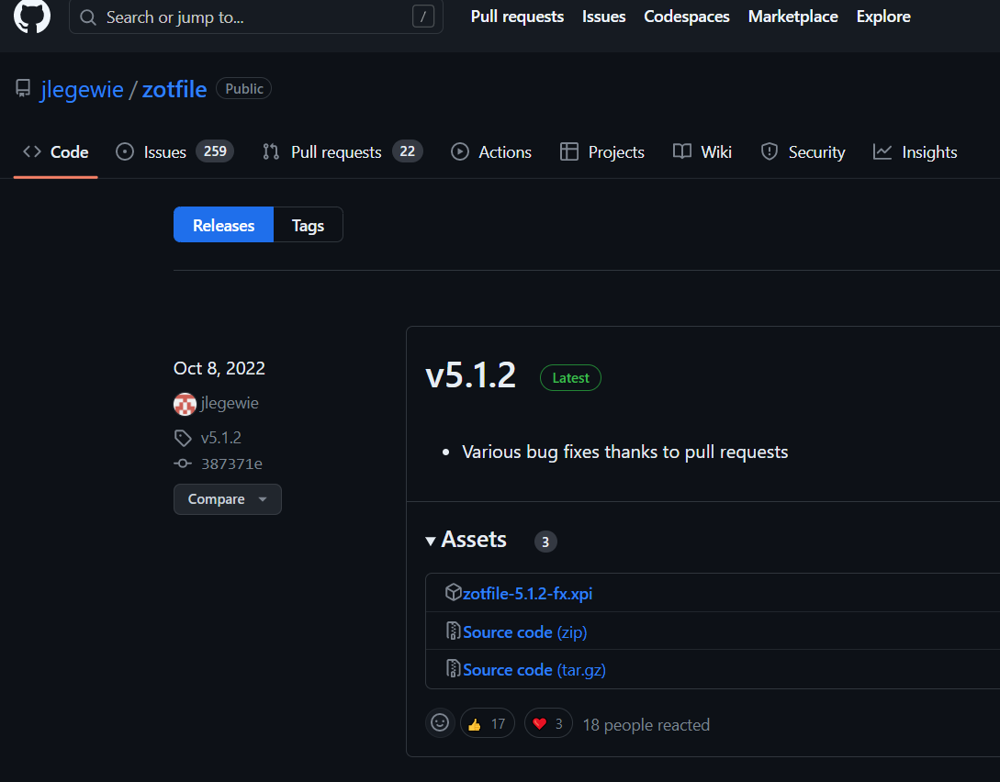 Search or jump to... / Pull requests Issues Codespaces Marketplace Explore
jlegewie / zotfile Public
Code Issues 259 Pull requests 22 Actions Projects Wiki Security Insights
Releases Tags
Oct 8, 2022
jlegewie
v5.1.2
387371e
Compare
v5.1.2 Latest
• Various bug fixes thanks to pull requests
Assets 3
zotfile-5.1.2-fx.xpi
Source code (zip)
Source code (tar.gz)
👍 17 ❤️ 3 18 people reacted